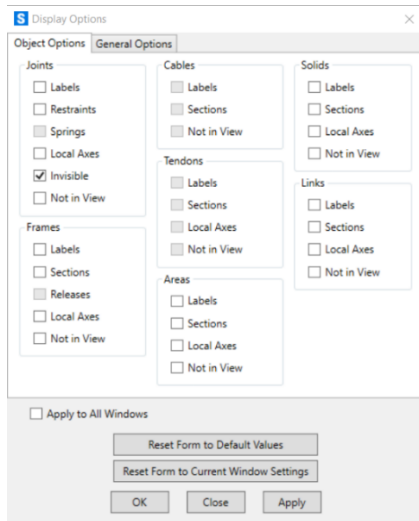 S Display Options
Object Options General Options
Joints
Labels
Restraints
Springs
Local Axes
Invisible
Not in View
Frames
Labels
Sections
Releases
Local Axes
Not in View
Cables
Labels
Sections
Not in View
Tendons
Labels
Sections
Local Axes
Not in View
Areas
Labels
Sections
Local Axes
Not in View
Solids
Labels
Sections
Local Axes
Not in View
Links
Labels
Sections
Local Axes
Not in View
Apply to All Windows
Reset Form to Default Values
Reset Form to Current Window Settings
OK Close Apply